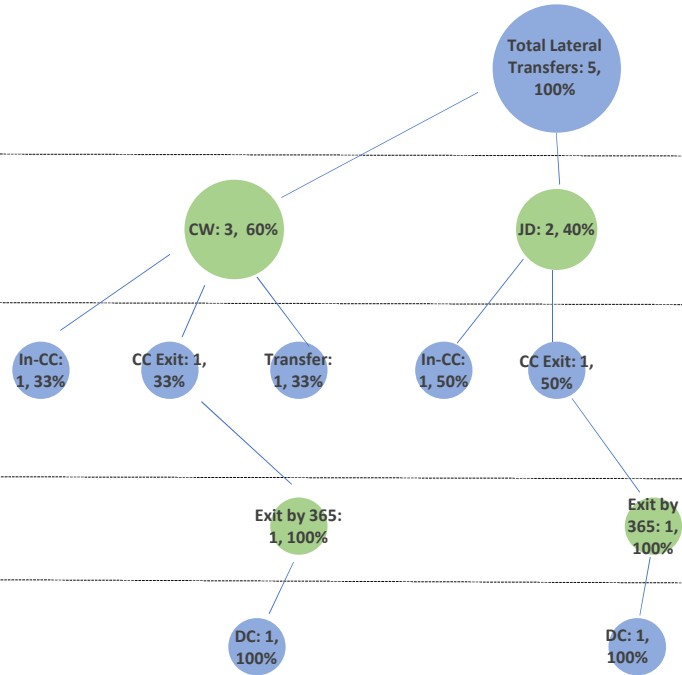 Total Lateral
Transfers: 5,
100%
CW: 3, 60%
JD: 2, 40%
In-CC:
1, 33%
CC Exit: 1,
33%
Transfer:
1, 33%
In-CC:
1, 50%
CC Exit: 1,
50%
Exit by 365:
1, 100%
Exit by
365: 1,
100%
DC: 1,
100%
DC: 1,
100%